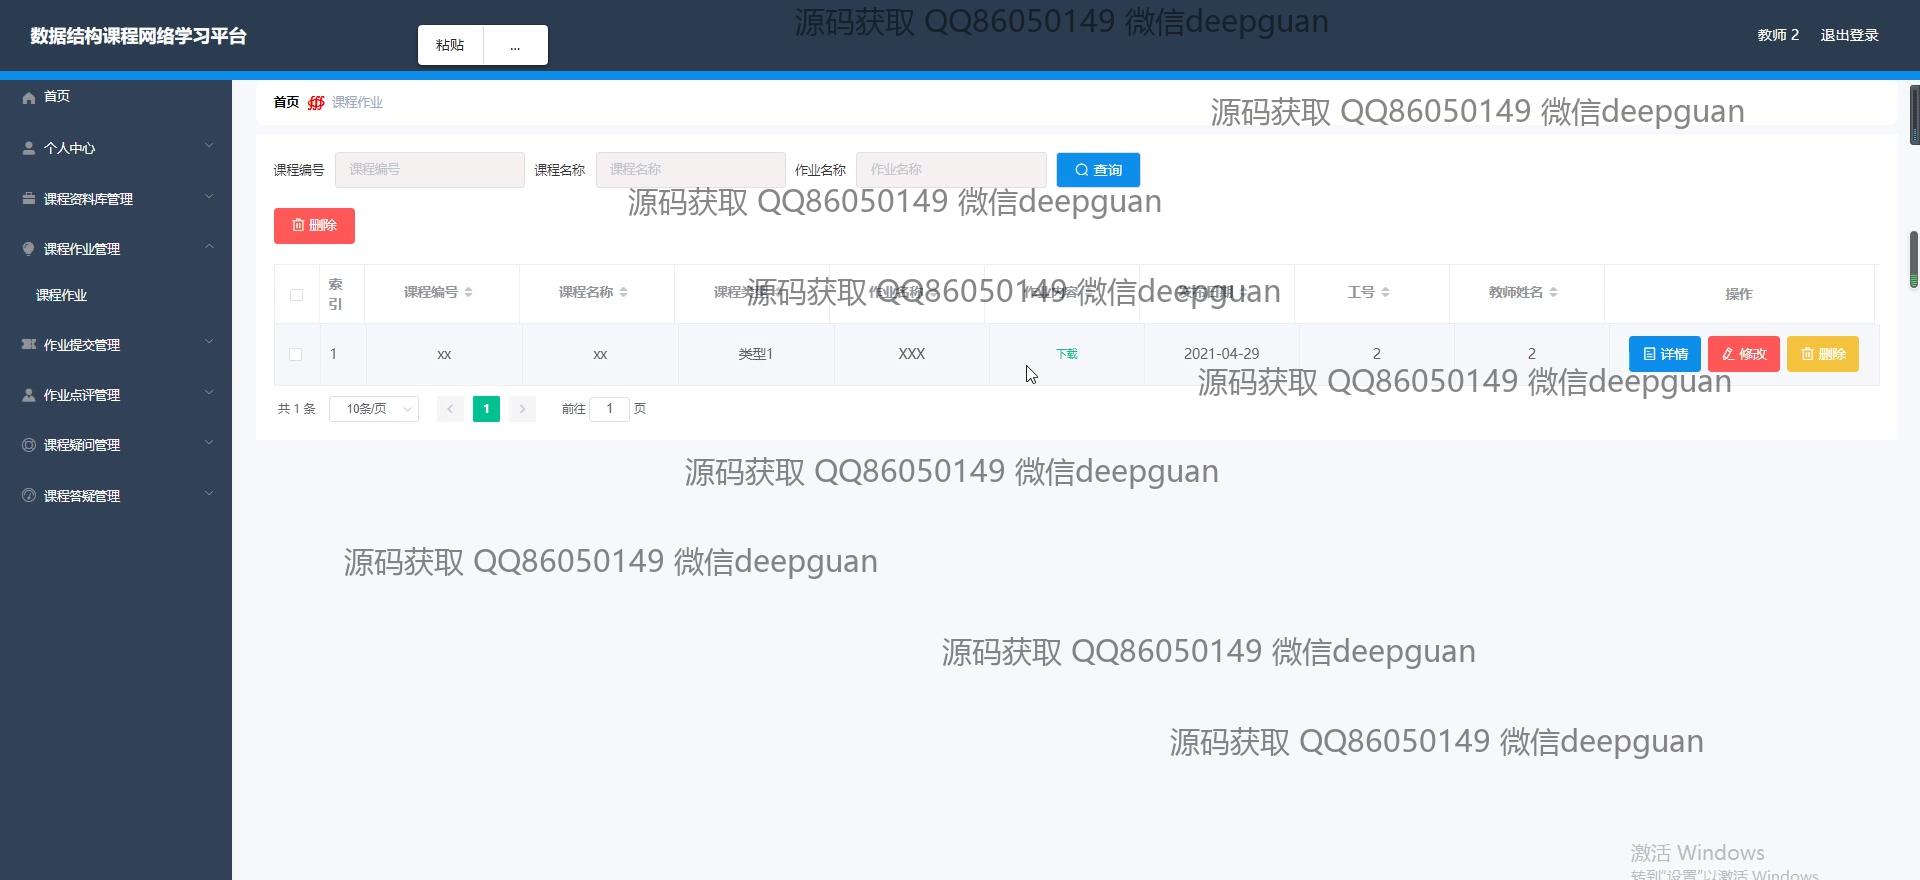 数据结构课程网络学习平台
粘贴
...
源码获取 QQ86050149 微信deepguan
教师 2
退出登录
首页
个人中心
课程资料库管理
课程作业管理
课程作业
作业提交管理
作业点评管理
课程疑问管理
课程答疑管理
首页 课程作业
源码获取 QQ86050149 微信deepguan
课程编号 课程编号 课程名称 课程名称 作业名称 作业名称 查询
源码获取 QQ86050149 微信deepguan
删除
索引 课程编号 课程名称 课程类型 作业名称 作业内容 发布日期 工号 教师姓名 操作
源码获取 QQ86050149 微信deepguan
1 xx xx 类型1 XXX 下载 2021-04-29 2 2 详情 修改 删除
源码获取 QQ86050149 微信deepguan
共 1 条 10条/页 1 前往 1 页
源码获取 QQ86050149 微信deepguan
源码获取 QQ86050149 微信deepguan
源码获取 QQ86050149 微信deepguan
源码获取 QQ86050149 微信deepguan
激活 Windows
转到"设置"以激活 Windows